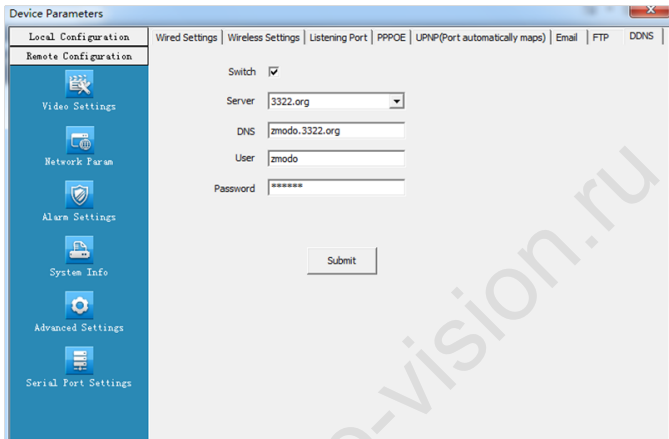 Device Parameters
Local Configuration
Remote Configuration
Video Settings
Network Param
Alarm Settings
System Info
Advanced Settings
Serial Port Settings
Wired Settings Wireless Settings Listening Port PPPOE UPNP(Port automatically maps) Email FTP DDNS
Switch
Server 3322.org
DNS zmodo.3322.org
User zmodo
Password ******
Submit
o-vision.ru